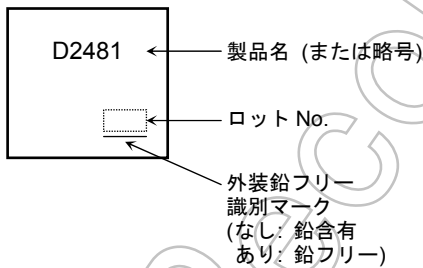 D2481
製品名 (または略号)
ロット No.
外装鉛フリー
識別マーク
(なし: 鉛含有
あり: 鉛フリー)